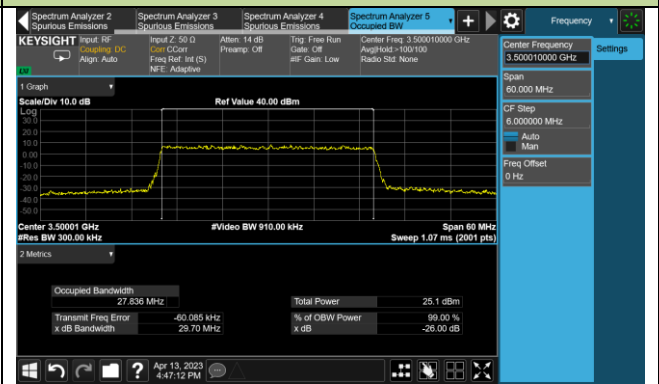 Spectrum Analyzer 2 Spectrum Analyzer 3 Spectrum Analyzer 4 Spectrum Analyzer 5 Frequency
Spurious Emissions Spurious Emissions Spurious Emissions Occupied BW
KEYSIGHT Input: RF Input Z: 50 Ω Atten: 14 dB Trig: Free Run Center Freq: 3.500010000 GHz
Coupling: DC Corr CCorr Preamp: Off Gate: Off Avg|Hold:>100/100
Align: Auto Freq Ref: Int (S) #IF Gain: Low Radio Std: None
NFE: Adaptive
Center Frequency
3.500010000 GHz
Settings
Span
60.000 MHz
CF Step
6.000000 MHz
Auto
Man
Freq Offset
0 Hz
1 Graph
Scale/Div 10.0 dB Ref Value 40.00 dBm
Log
30.0
20.0
10.0
0.00
-10.0
-20.0
-30.0
-40.0
-50.0
Center 3.50001 GHz #Video BW 910.00 kHz Span 60 MHz
#Res BW 300.00 kHz Sweep 1.07 ms (2001 pts)
2 Metrics
Occupied Bandwidth
27.836 MHz Total Power 25.1 dBm
Transmit Freq Error -60.085 kHz % of OBW Power 99.00 %
x dB Bandwidth 29.70 MHz x dB -26.00 dB
Apr 13, 2023
4:47:12 PM